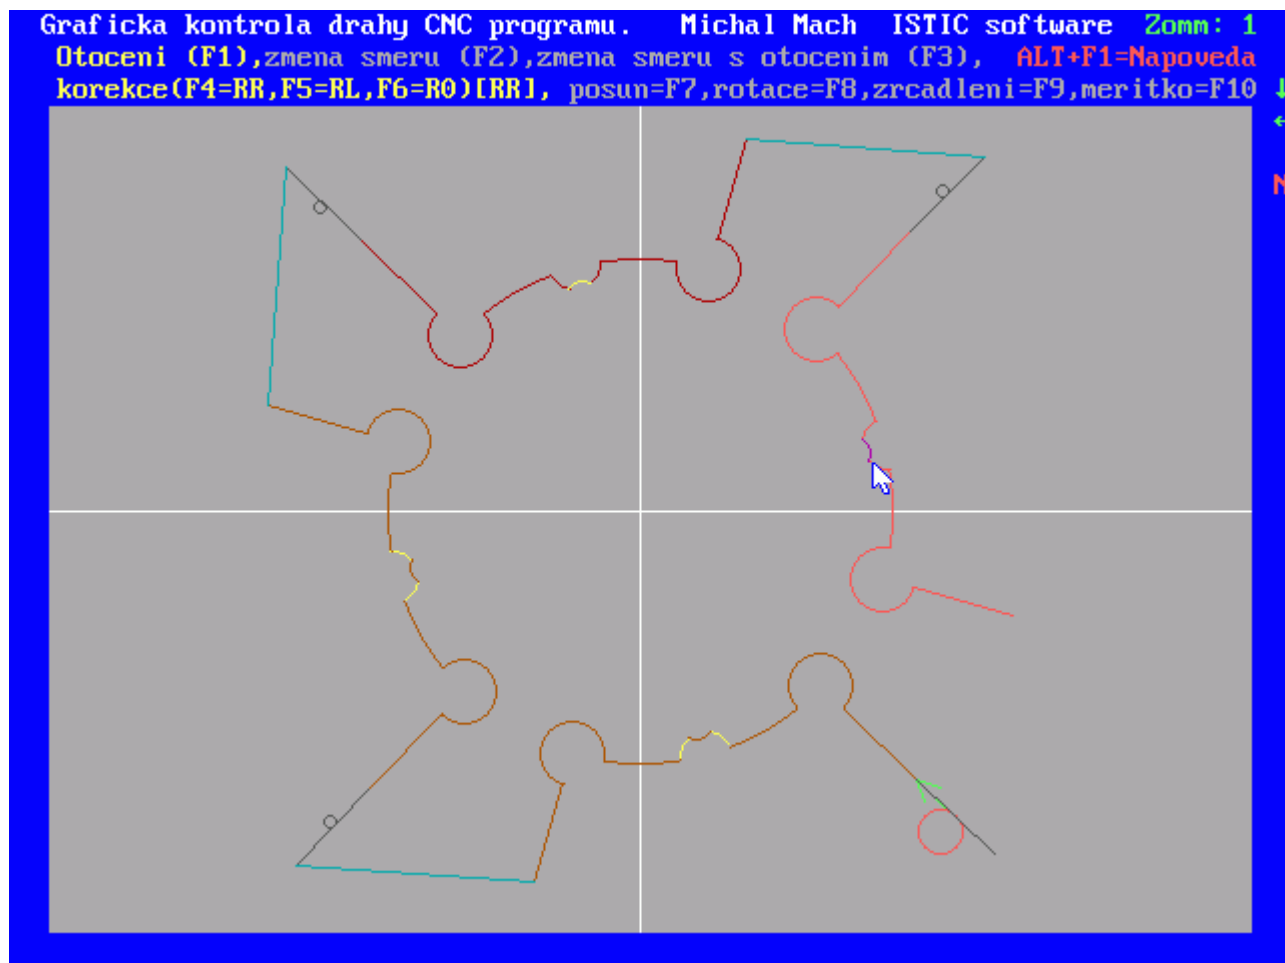 Graficka kontrola drahy CNC programu. Michal Mach ISTIC software Zomm: 1
Otoceni (F1),zmena smeru (F2),zmena smeru s otocenim (F3), ALT+F1=Napoveda
korekce(F4=RR,F5=RL,F6=R0)[RR], posun=F7,rotace=F8,zrcadleni=F9,meritko=F10 ↓
←
N